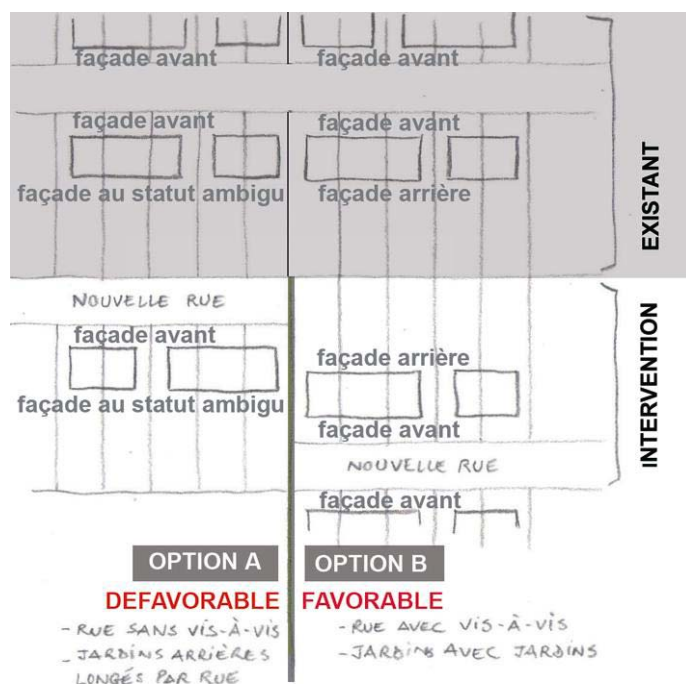 façade avant
façade avant
façade avant
façade avant
façade au statut ambigu
façade arrière
EXISTANT
NOUVELLE RUE
façade avant
façade au statut ambigu
façade arrière
façade avant
NOUVELLE RUE
façade avant
INTERVENTION
OPTION A
DEFAVORABLE
- RUE SANS VIS-À-VIS
- JARDINS ARRIÈRES
LONGÉS PAR RUE
OPTION B
FAVORABLE
- RUE AVEC VIS-À-VIS
- JARDINS AVEC JARDINS